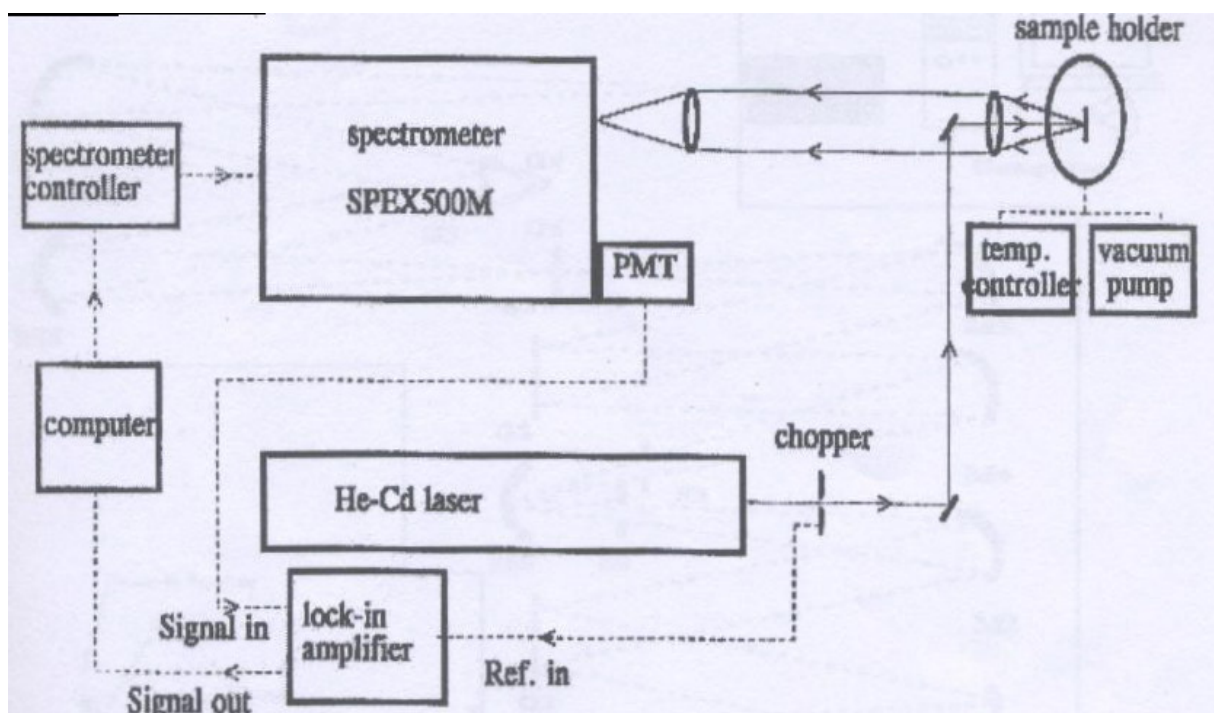 sample holder
spectrometer
SPEX500M
spectrometer
controller
PMT
temp.
controller
vacuum
pump
computer
chopper
He-Cd laser
Signal in
lock-in
amplifier
Ref. in
Signal out